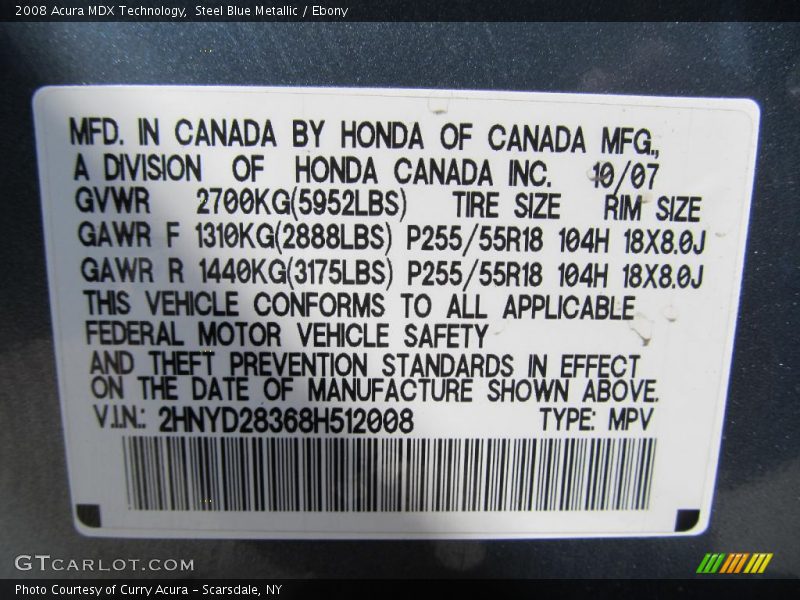 2008 Acura MDX Technology, Steel Blue Metallic / Ebony
MFD. IN CANADA BY HONDA OF CANADA MFG.,
A DIVISION OF HONDA CANADA INC. 10/07
GVWR 2700KG(5952LBS) TIRE SIZE RIM SIZE
GAWR F 1310KG(2888LBS) P255/55R18 104H 18X8.0J
GAWR R 1440KG(3175LBS) P255/55R18 104H 18X8.0J
THIS VEHICLE CONFORMS TO ALL APPLICABLE
FEDERAL MOTOR VEHICLE SAFETY
AND THEFT PREVENTION STANDARDS IN EFFECT
ON THE DATE OF MANUFACTURE SHOWN ABOVE.
V.I.N.: 2HNYD28368H512008 TYPE: MPV
GTCARLOT.COM
Photo Courtesy of Curry Acura - Scarsdale, NY